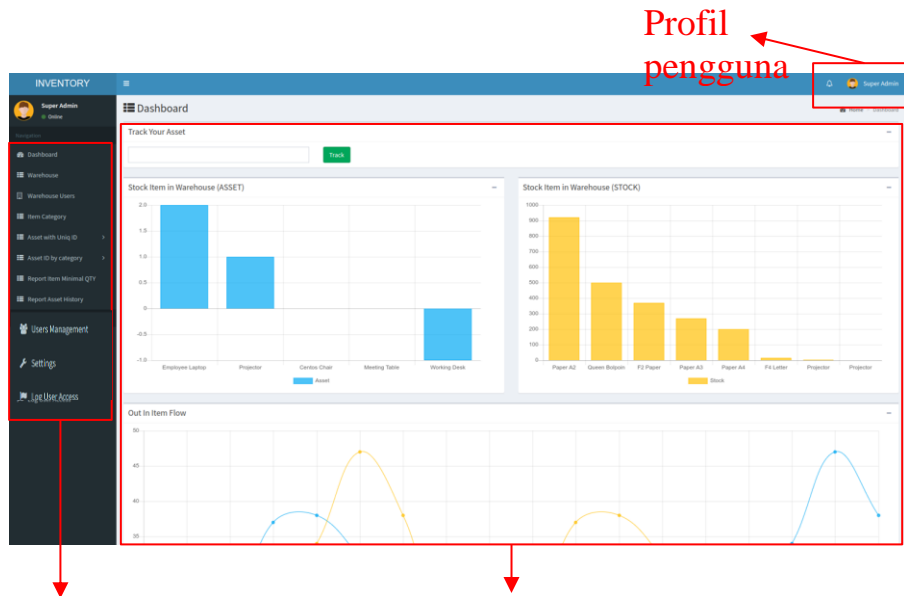 Profil
pengguna
INVENTORY
Super Admin
Super Admin
Online
Navigation
Dashboard
Warehouse
Warehouse Users
Item Category
Asset with Uniq ID
Asset ID by category
Report Item Minimal QTY
Report Asset History
Users Management
Settings
Log User Access
Dashboard
Home
Dashboard
Track Your Asset
Track
Stock Item in Warehouse (ASSET)
2.0
1.5
1.0
0.5
0
-0.5
-1.0
Employee Laptop Projector Centos Chair Meeting Table Working Desk
Asset
Stock Item in Warehouse (STOCK)
1000
900
800
700
600
500
400
300
200
100
0
Paper A2 Queen Bolpoin F2 Paper Paper A3 Paper A4 F4 Letter Projector Projector
Stock
Out In Item Flow
50
45
40
35